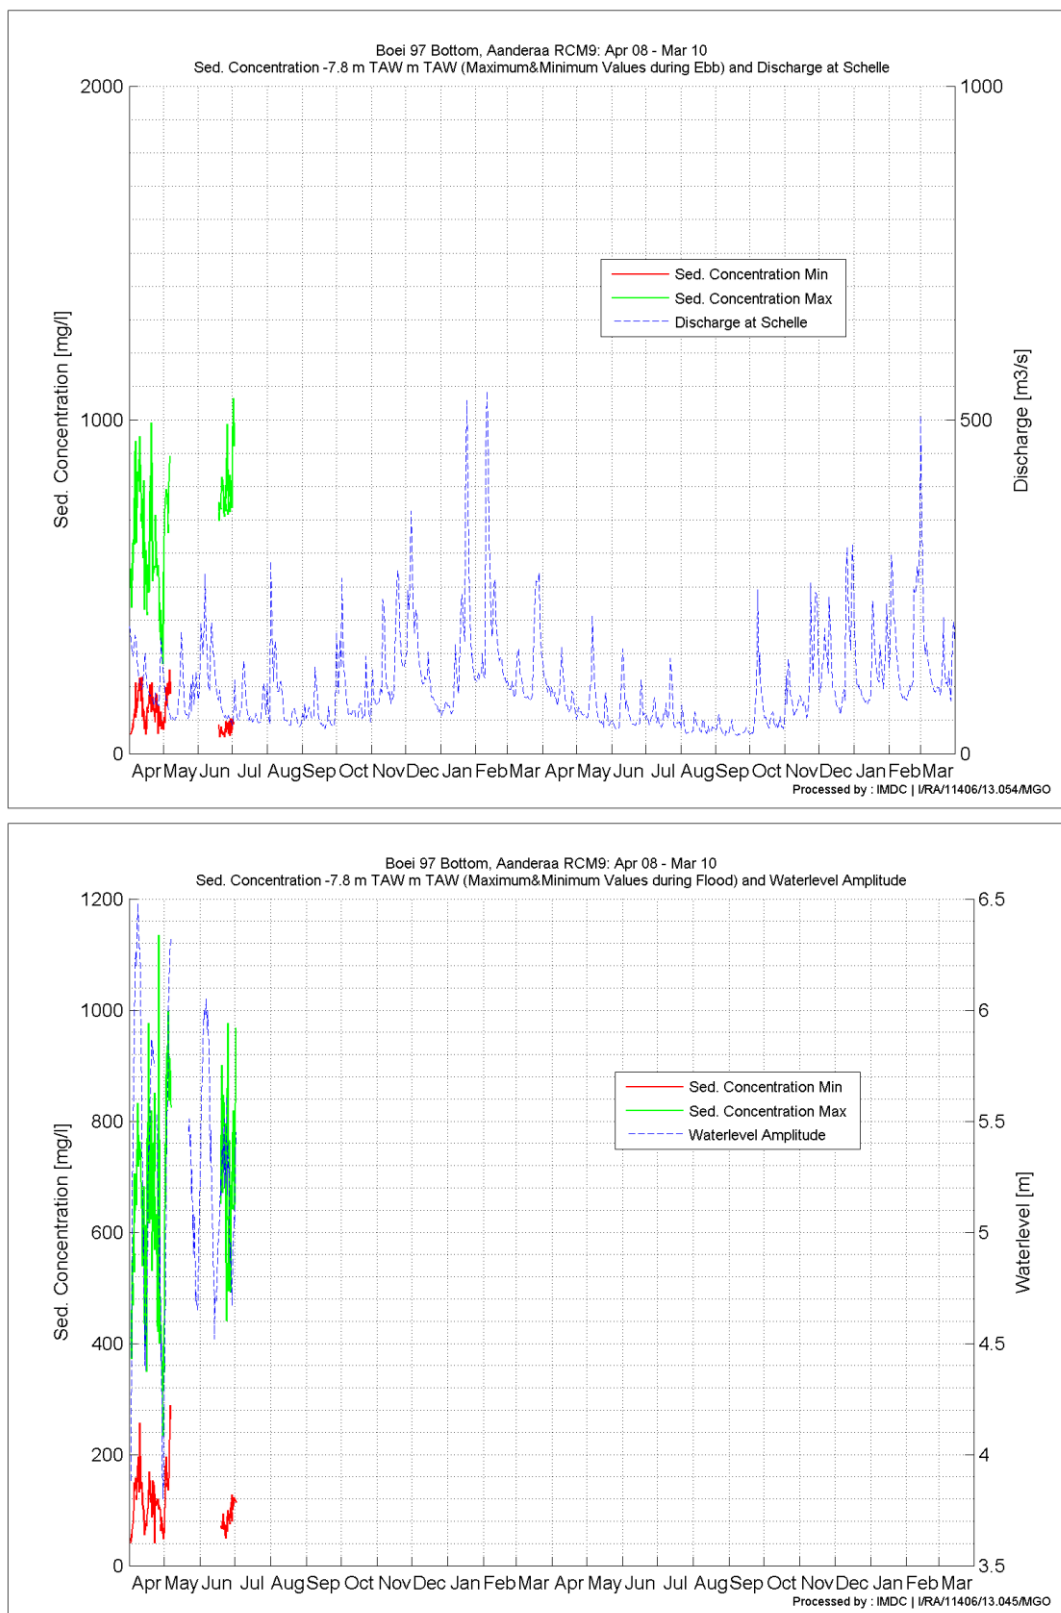 Boei 97 Bottom, Aanderaa RCM9: Apr 08 - Mar 10
Sed. Concentration -7.8 m TAW m TAW (Maximum&Minimum Values during Ebb) and Discharge at Schelle
2000
1000
Sed. Concentration Min
Sed. Concentration Max
Discharge at Schelle
Sed. Concentration [mg/l]
Discharge [m3/s]
1000
500
0
0
Apr May Jun Jul Aug Sep Oct Nov Dec Jan Feb Mar Apr May Jun Jul Aug Sep Oct Nov Dec Jan Feb Mar
Processed by : IMDC | I/RA/11406/13.054/MGO
Boei 97 Bottom, Aanderaa RCM9: Apr 08 - Mar 10
Sed. Concentration -7.8 m TAW m TAW (Maximum&Minimum Values during Flood) and Waterlevel Amplitude
1200
6.5
1000
6
Sed. Concentration Min
Sed. Concentration Max
Waterlevel Amplitude
800
5.5
Sed. Concentration [mg/l]
Waterlevel [m]
600
5
400
4.5
200
4
0
3.5
Apr May Jun Jul Aug Sep Oct Nov Dec Jan Feb Mar Apr May Jun Jul Aug Sep Oct Nov Dec Jan Feb Mar
Processed by : IMDC | I/RA/11406/13.045/MGO